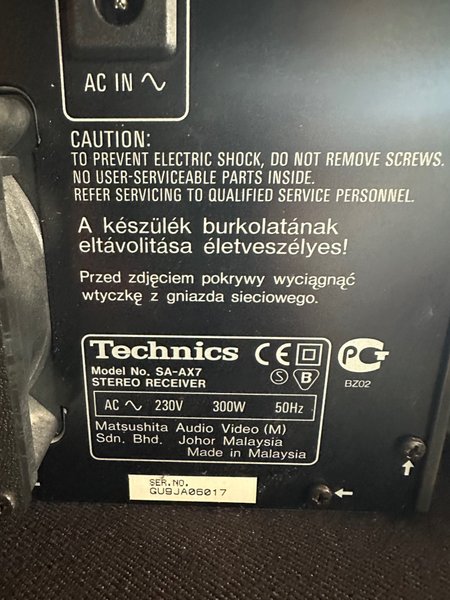 AC IN ∿
CAUTION:
TO PREVENT ELECTRIC SHOCK, DO NOT REMOVE SCREWS.
NO USER-SERVICEABLE PARTS INSIDE.
REFER SERVICING TO QUALIFIED SERVICE PERSONNEL.
A készülék burkolatának
eltávolitása életveszélyes!
Przed zdjęciem pokrywy wyciągnąć
wtyczkę z gniazda sieciowego.
Technics CE
Model No. SA-AX7
STEREO RECEIVER
S B
PG
BZ02
AC ∿ 230V 300W 50Hz
Matsushita Audio Video (M)
Sdn. Bhd. Johor Malaysia
Made in Malaysia
SER.NO.
GU9JA06017